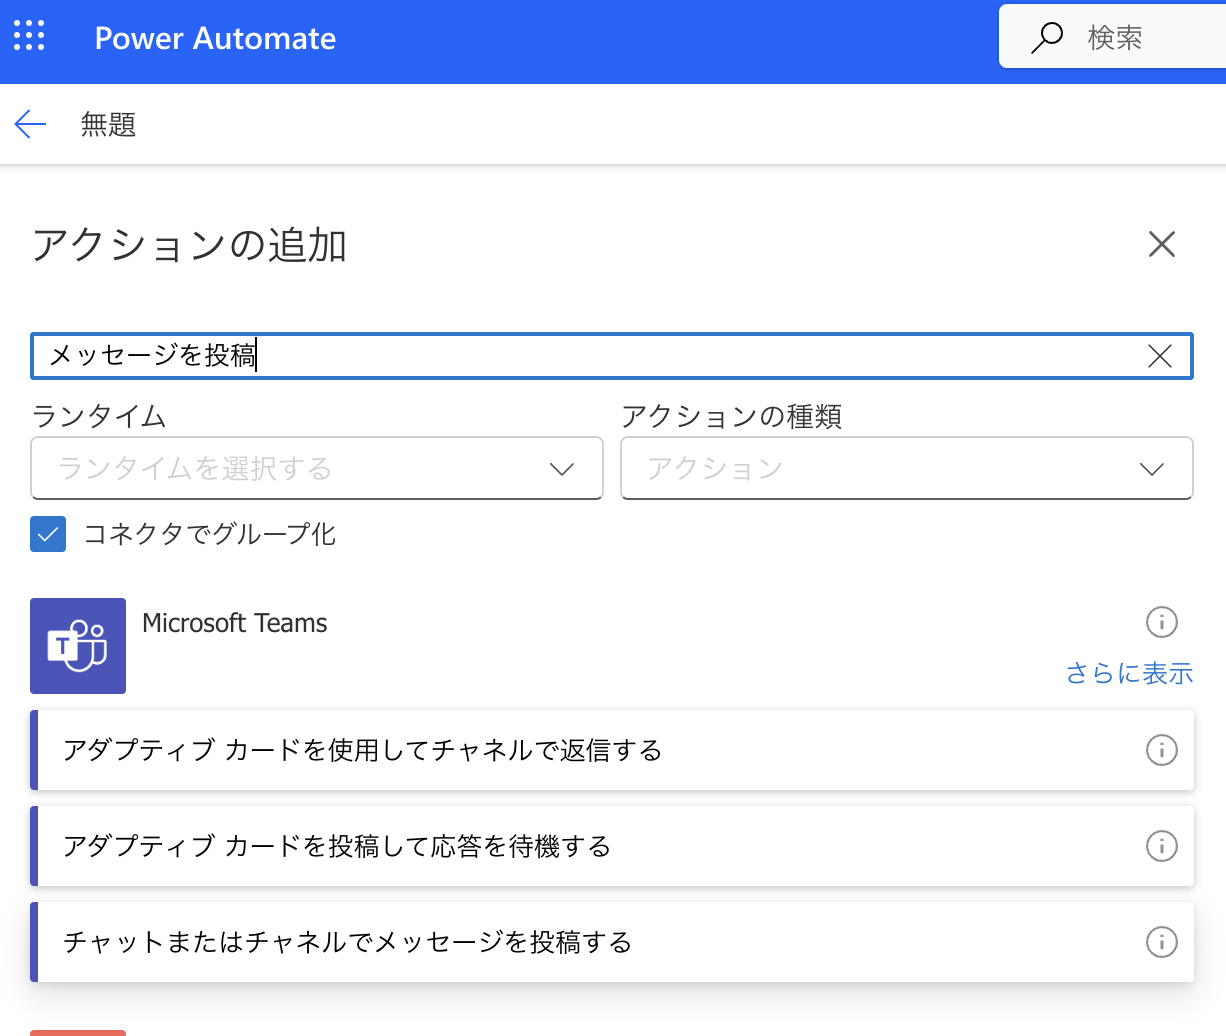 Power Automate
検索
無題
アクションの追加
メッセージを投稿
ランタイム
アクションの種類
ランタイムを選択する
アクション
コネクタでグループ化
T
Microsoft Teams
さらに表示
アダプティブ カードを使用してチャネルで返信する
アダプティブ カードを投稿して応答を待機する
チャットまたはチャネルでメッセージを投稿する